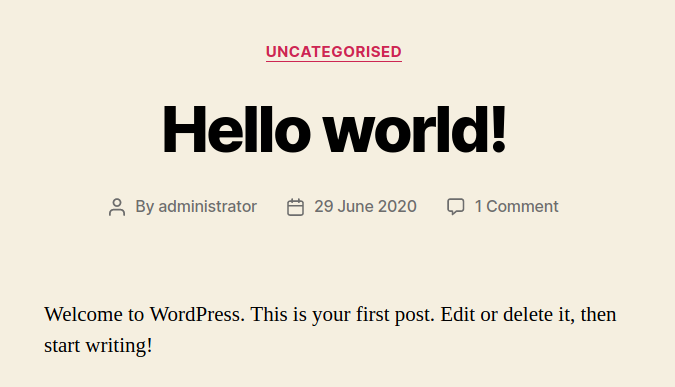 UNCATEGORISED
Hello world!
By administrator 29 June 2020 1 Comment
Welcome to WordPress. This is your first post. Edit or delete it, then
start writing!